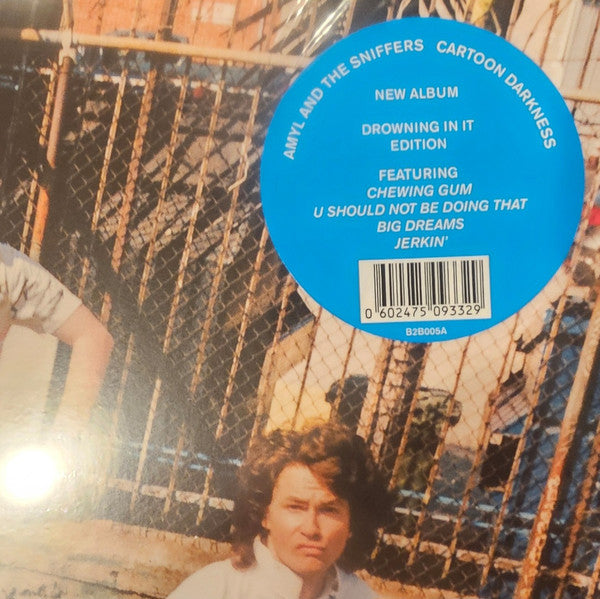 AMYL AND THE SNIFFERS CARTOON DARKNESS
NEW ALBUM
DROWNING IN IT
EDITION
FEATURING
CHEWING GUM
U SHOULD NOT BE DOING THAT
BIG DREAMS
JERKIN'
0 602475 093329
B2B005A